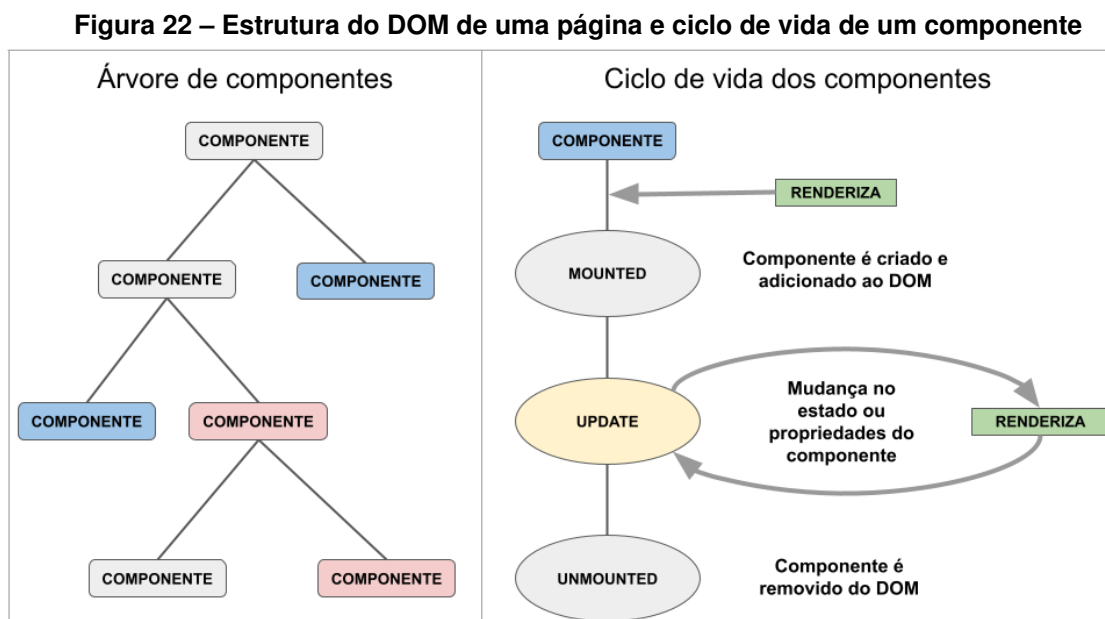 Figura 22 – Estrutura do DOM de uma página e ciclo de vida de um componente
Árvore de componentes
COMPONENTE
COMPONENTE
COMPONENTE
COMPONENTE
COMPONENTE
COMPONENTE
COMPONENTE
Ciclo de vida dos componentes
COMPONENTE
RENDERIZA
MOUNTED
Componente é criado e
adicionado ao DOM
UPDATE
Mudança no
estado ou
propriedades do
componente
RENDERIZA
UNMOUNTED
Componente é
removido do DOM